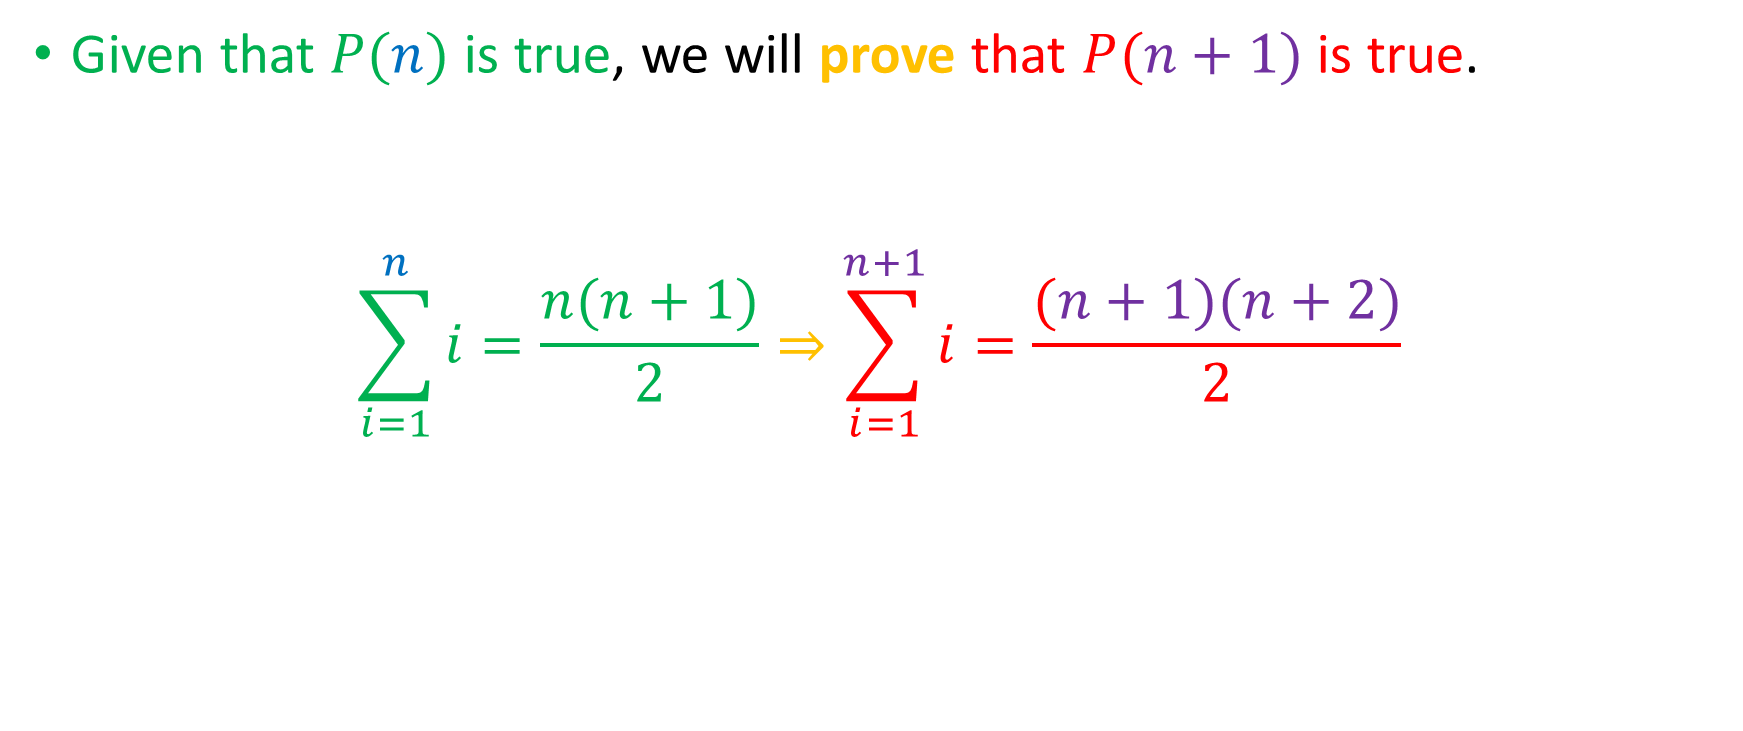 • Given that P(n) is true, we will prove that P(n + 1) is true.
∑_{i=1}^{n} i = n(n + 1)/2 ⇒ ∑_{i=1}^{n+1} i = (n + 1)(n + 2)/2